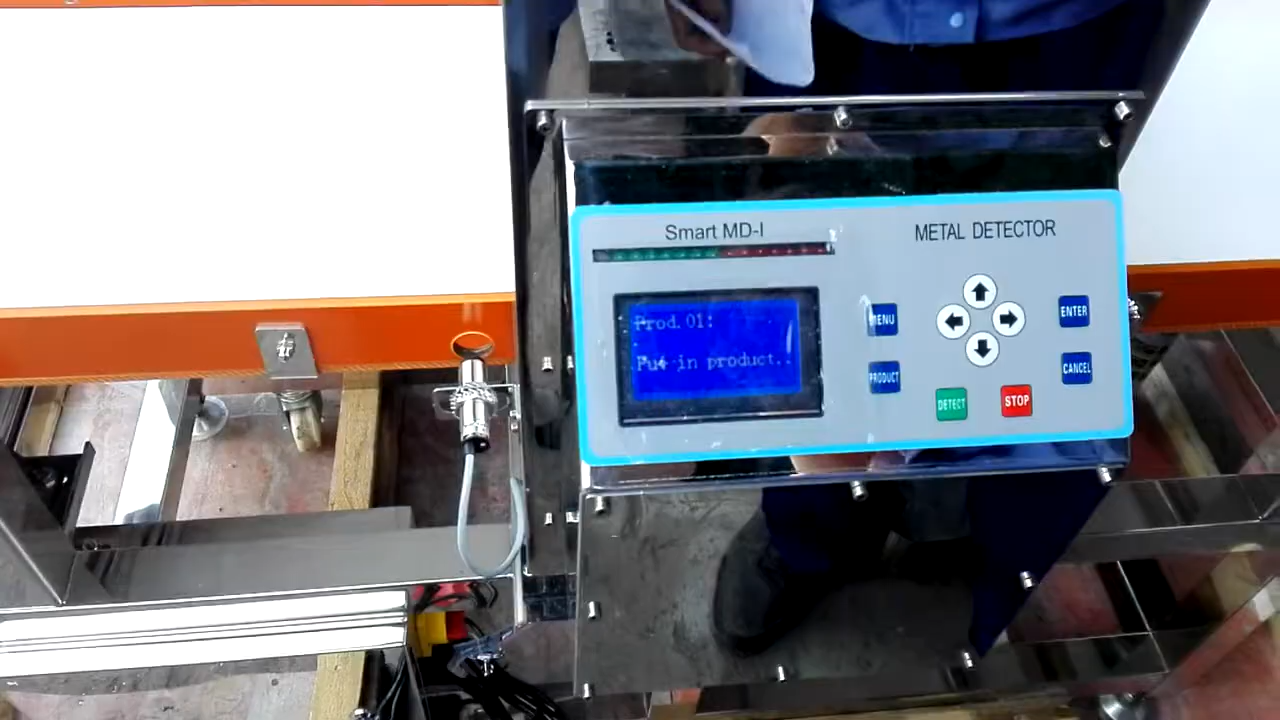 Smart MD-I
METAL DETECTOR
Prod.01:
Put in product..
MENU
ENTER
PRODUCT
CANCEL
DETECT
STOP